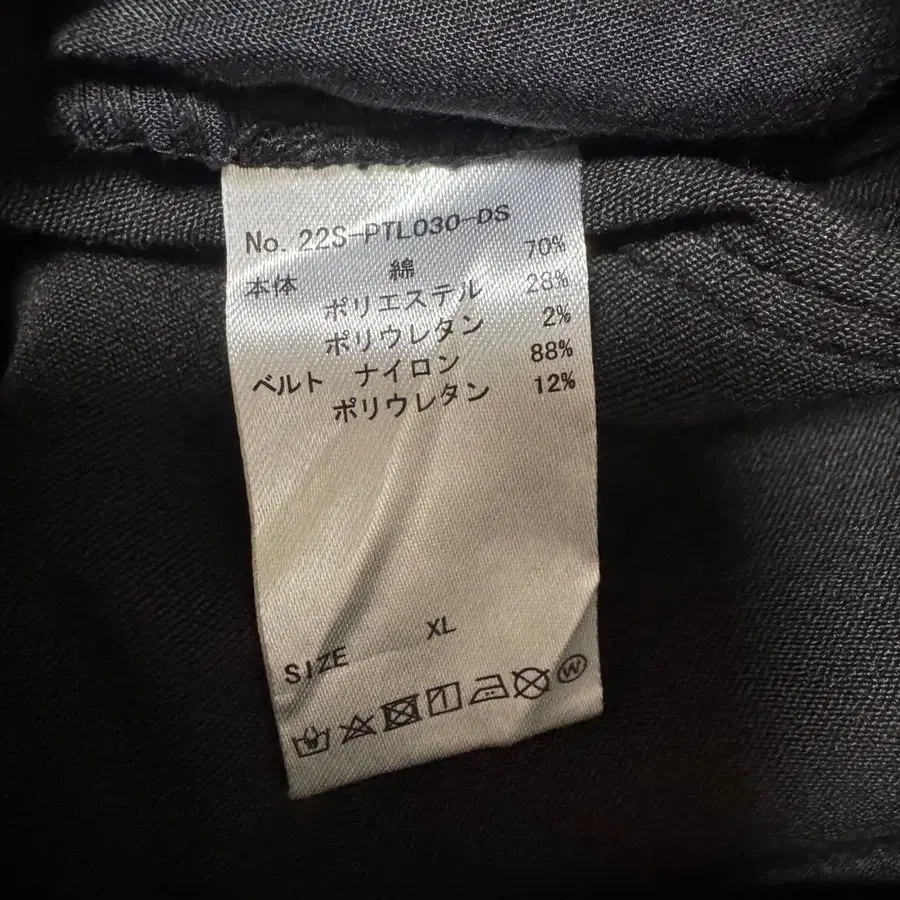 No. 22S-PTL030-DS
本体 綿 70%
ポリエステル 28%
ポリウレタン 2%
ベルト ナイロン 88%
ポリウレタン 12%
SIZE XL
W